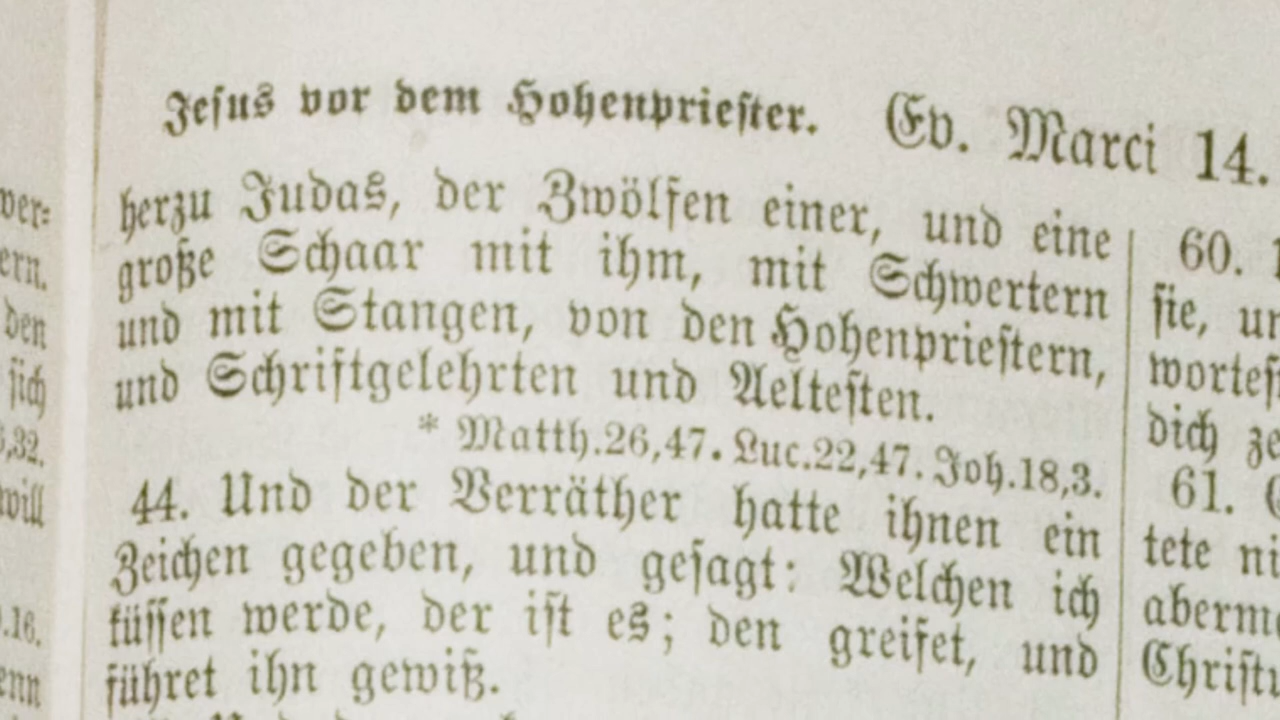 Jesus vor dem Hohenpriester. Ev. Marci 14.
herzu Judas, der Zwölfen einer, und eine
große Schaar mit ihm, mit Schwertern
und mit Stangen, von den Hohenpriestern,
und Schriftgelehrten und Aeltesten.
* Matth.26,47. Luc.22,47. Joh.18,3.
44. Und der Verräther hatte ihnen ein
Zeichen gegeben, und gesagt: Welchen ich
küssen werde, der ist es; den greifet, und
führet ihn gewiß.
60.
sie,
dich
61.
tete